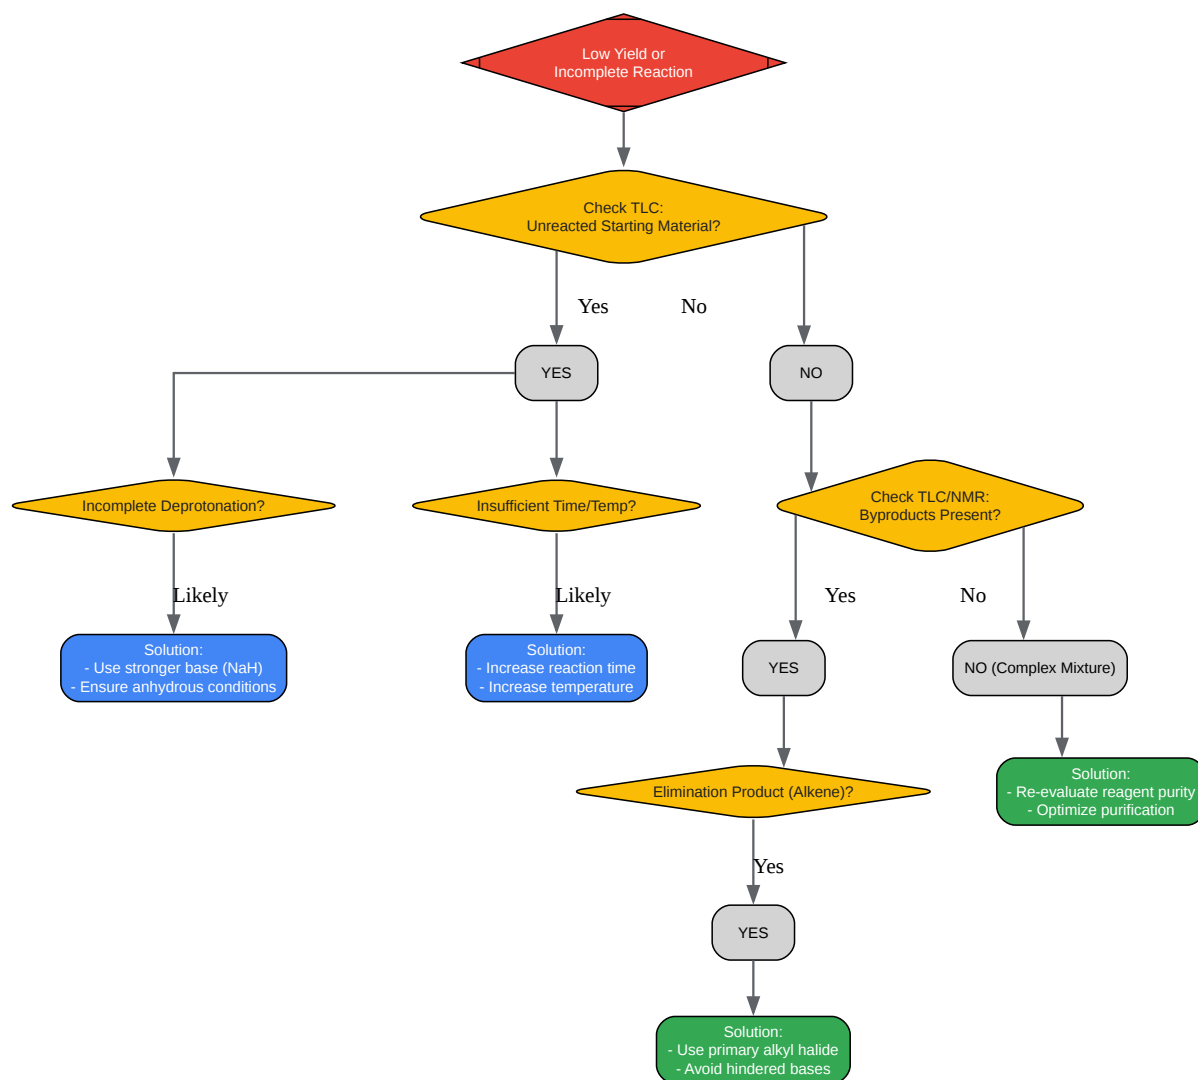 Low Yield or
Incomplete Reaction
Check TLC:
Unreacted Starting Material?
Yes
No
YES
NO
Incomplete Deprotonation?
Insufficient Time/Temp?
Check TLC/NMR:
Byproducts Present?
Likely
Likely
Yes
No
Solution:
- Use stronger base (NaH)
- Ensure anhydrous conditions
Solution:
- Increase reaction time
- Increase temperature
YES
NO (Complex Mixture)
Elimination Product (Alkene)?
Solution:
- Re-evaluate reagent purity
- Optimize purification
Yes
YES
Solution:
- Use primary alkyl halide
- Avoid hindered bases